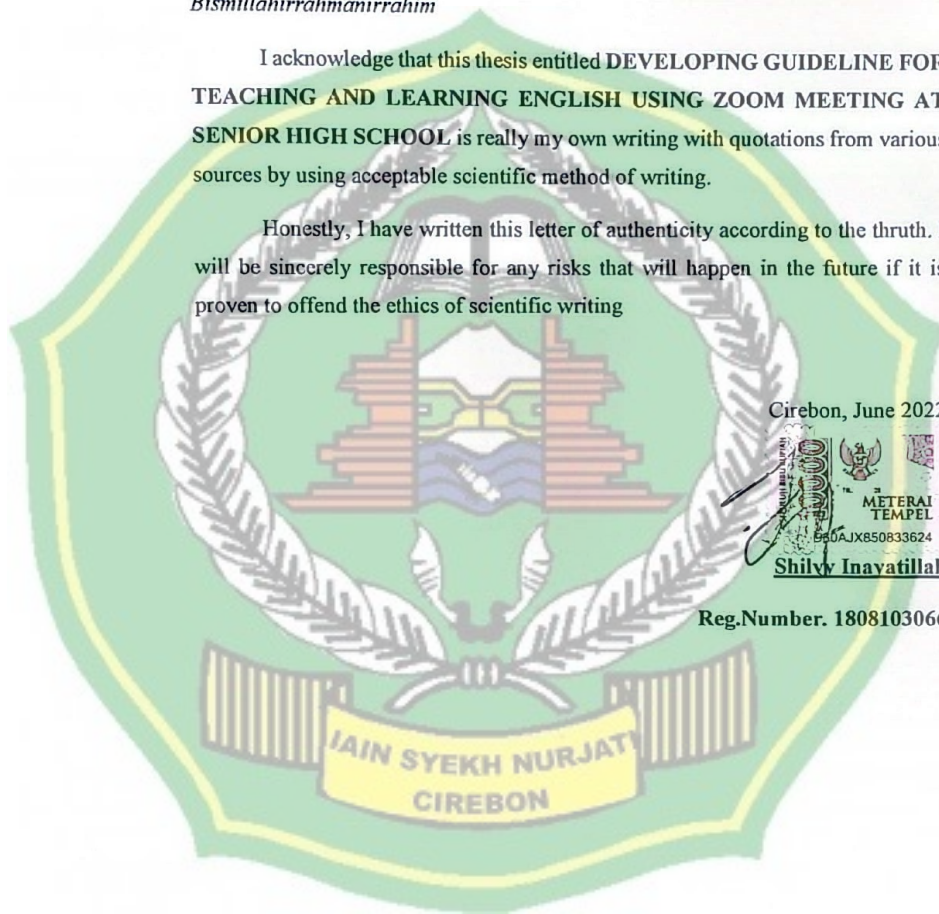 Bismillahirrahmanirrahim
I acknowledge that this thesis entitled DEVELOPING GUIDELINE FOR
TEACHING AND LEARNING ENGLISH USING ZOOM MEETING AT
SENIOR HIGH SCHOOL is really my own writing with quotations from various
sources by using acceptable scientific method of writing.
Honestly, I have written this letter of authenticity according to the thruth.
will be sincerely responsible for any risks that will happen in the future if it is
proven to offend the ethics of scientific writing
Cirebon, June 2022
METERAI
TEMPEL
AJX850833624
Shilvy Inayatillah
Reg.Number. 1808103066
IAIN SYEKH NURJATI
CIREBON